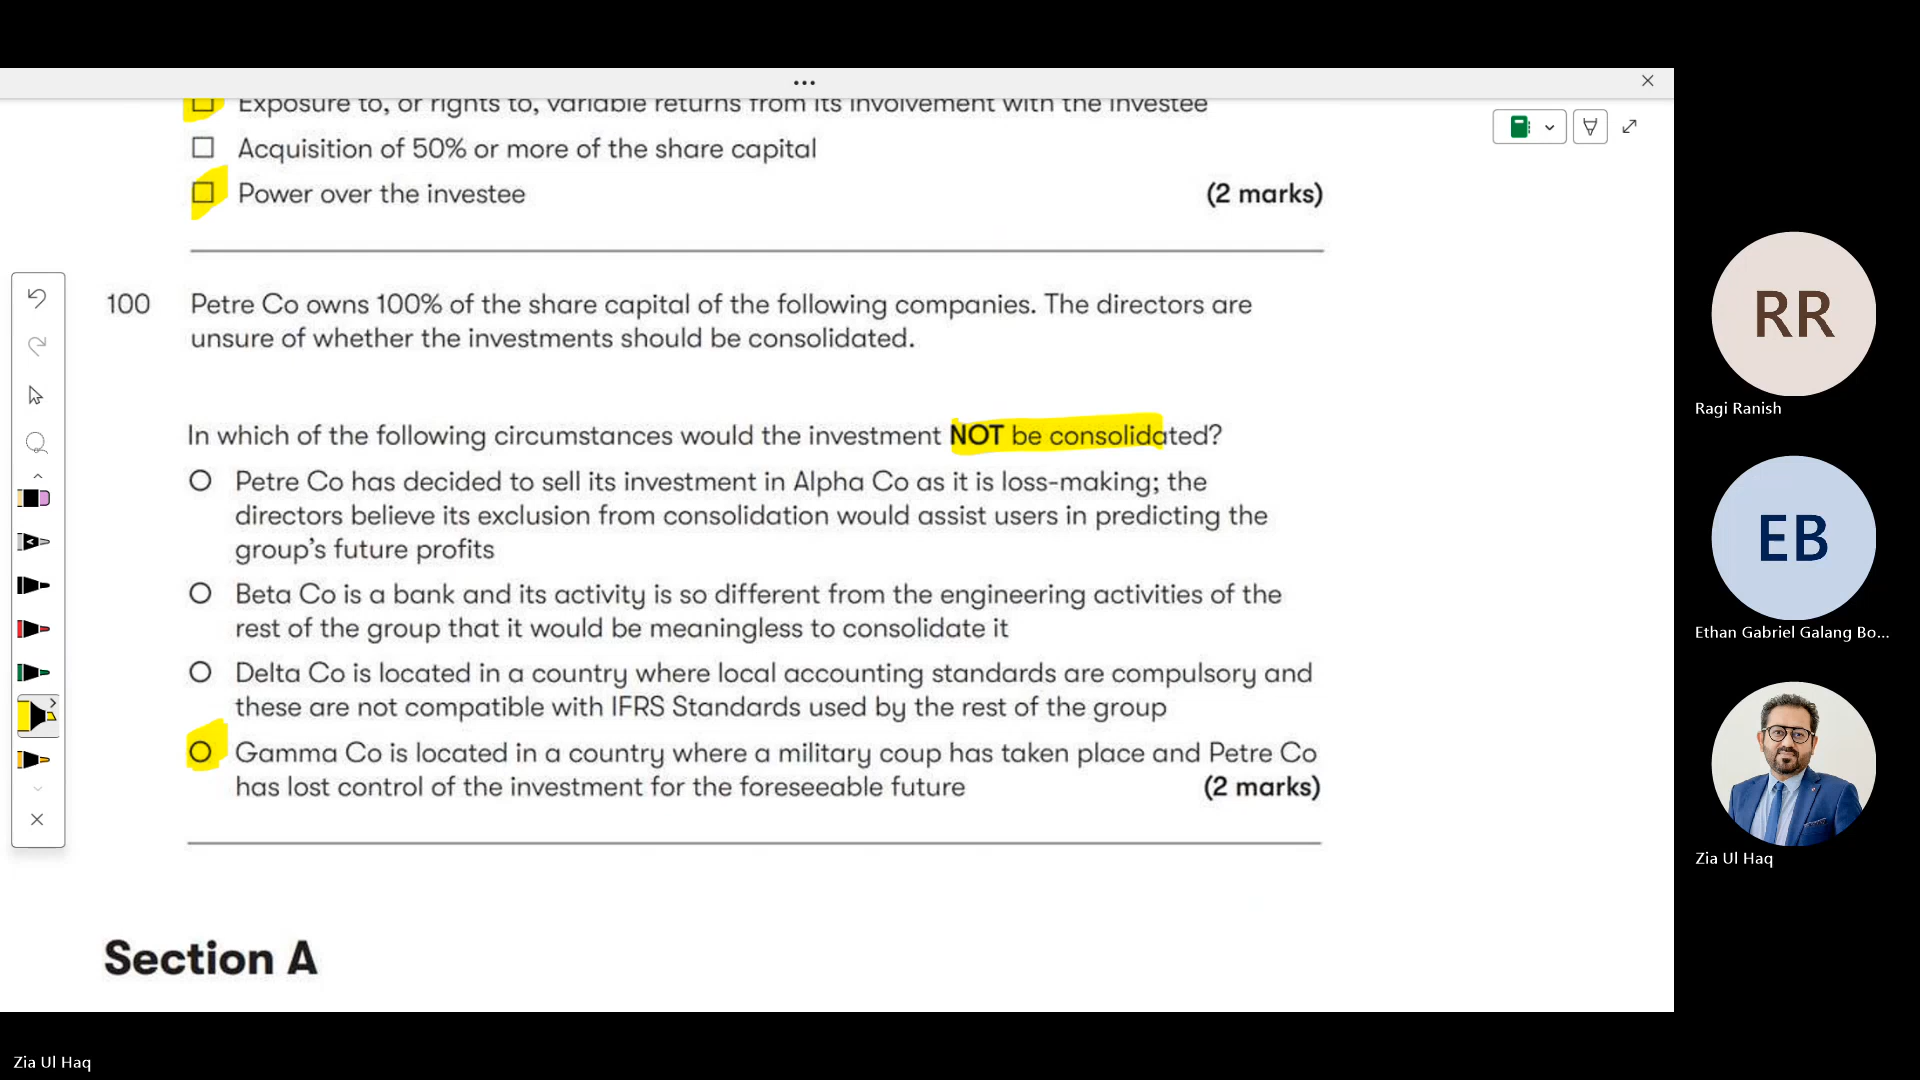 Exposure to, or rights to, variable returns from its involvement with the investee
Acquisition of 50% or more of the share capital
Power over the investee
(2 marks)
100
Petre Co owns 100% of the share capital of the following companies. The directors are
unsure of whether the investments should be consolidated.
In which of the following circumstances would the investment NOT be consolidated?
Petre Co has decided to sell its investment in Alpha Co as it is loss-making; the
directors believe its exclusion from consolidation would assist users in predicting the
group's future profits
Beta Co is a bank and its activity is so different from the engineering activities of the
rest of the group that it would be meaningless to consolidate it
Delta Co is located in a country where local accounting standards are compulsory and
these are not compatible with IFRS Standards used by the rest of the group
Gamma Co is located in a country where a military coup has taken place and Petre Co
has lost control of the investment for the foreseeable future
(2 marks)
Section A
RR
Ragi Ranish
EB
Ethan Gabriel Galang Bo...
Zia Ul Haq
Zia Ul Haq